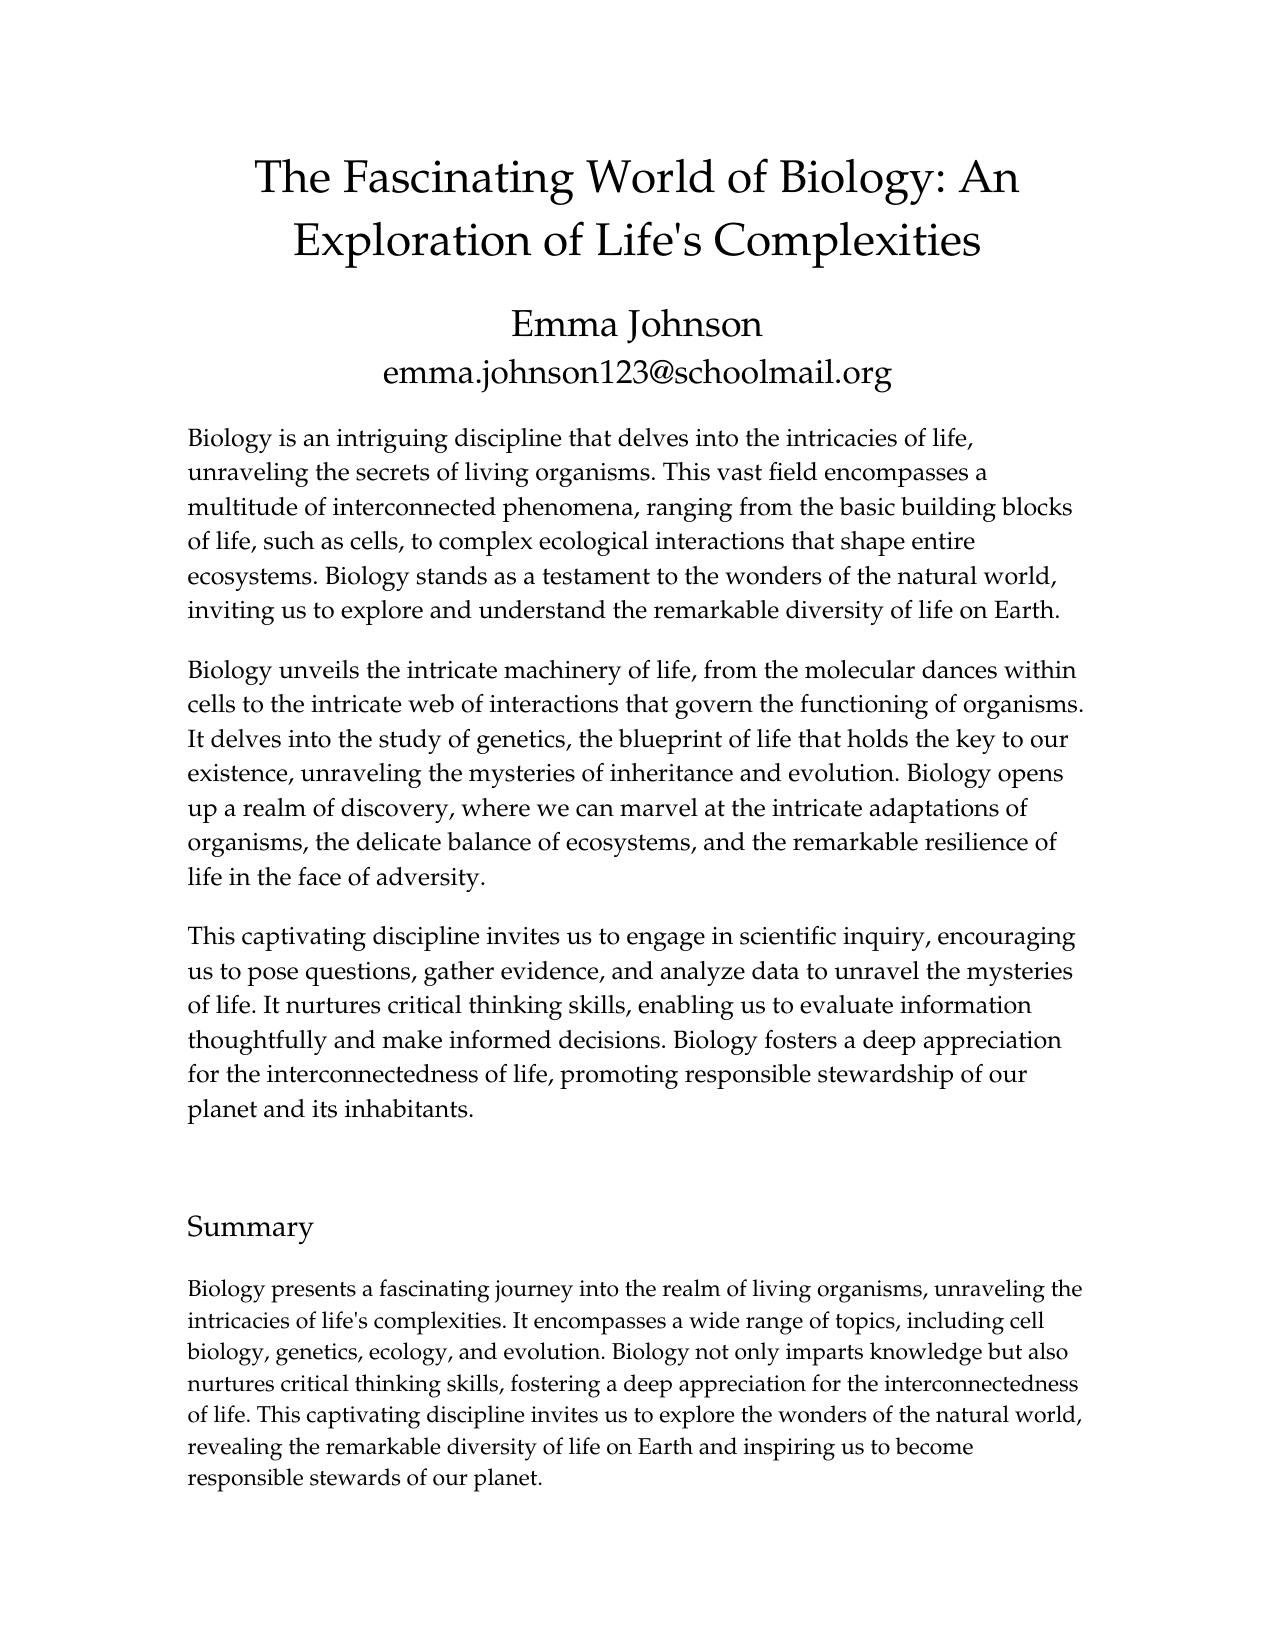 The Fascinating World of Biology: An
Exploration of Life's Complexities
Emma Johnson
emma.johnson123@schoolmail.org
Biology is an intriguing discipline that delves into the intricacies of life,
unraveling the secrets of living organisms. This vast field encompasses a
multitude of interconnected phenomena, ranging from the basic building blocks
of life, such as cells, to complex ecological interactions that shape entire
ecosystems. Biology stands as a testament to the wonders of the natural world,
inviting us to explore and understand the remarkable diversity of life on Earth.
Biology unveils the intricate machinery of life, from the molecular dances within
cells to the intricate web of interactions that govern the functioning of organisms.
It delves into the study of genetics, the blueprint of life that holds the key to our
existence, unraveling the mysteries of inheritance and evolution. Biology opens
up a realm of discovery, where we can marvel at the intricate adaptations of
organisms, the delicate balance of ecosystems, and the remarkable resilience of
life in the face of adversity.
This captivating discipline invites us to engage in scientific inquiry, encouraging
us to pose questions, gather evidence, and analyze data to unravel the mysteries
of life. It nurtures critical thinking skills, enabling us to evaluate information
thoughtfully and make informed decisions. Biology fosters a deep appreciation
for the interconnectedness of life, promoting responsible stewardship of our
planet and its inhabitants.
Summary
Biology presents a fascinating journey into the realm of living organisms, unraveling the
intricacies of life's complexities. It encompasses a wide range of topics, including cell
biology, genetics, ecology, and evolution. Biology not only imparts knowledge but also
nurtures critical thinking skills, fostering a deep appreciation for the interconnectedness
of life. This captivating discipline invites us to explore the wonders of the natural world,
revealing the remarkable diversity of life on Earth and inspiring us to become
responsible stewards of our planet.